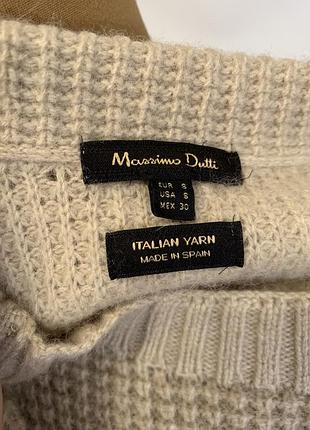 Massimo Dutti
EUR S
USA S
MEX 30
ITALIAN YARN
MADE IN SPAIN